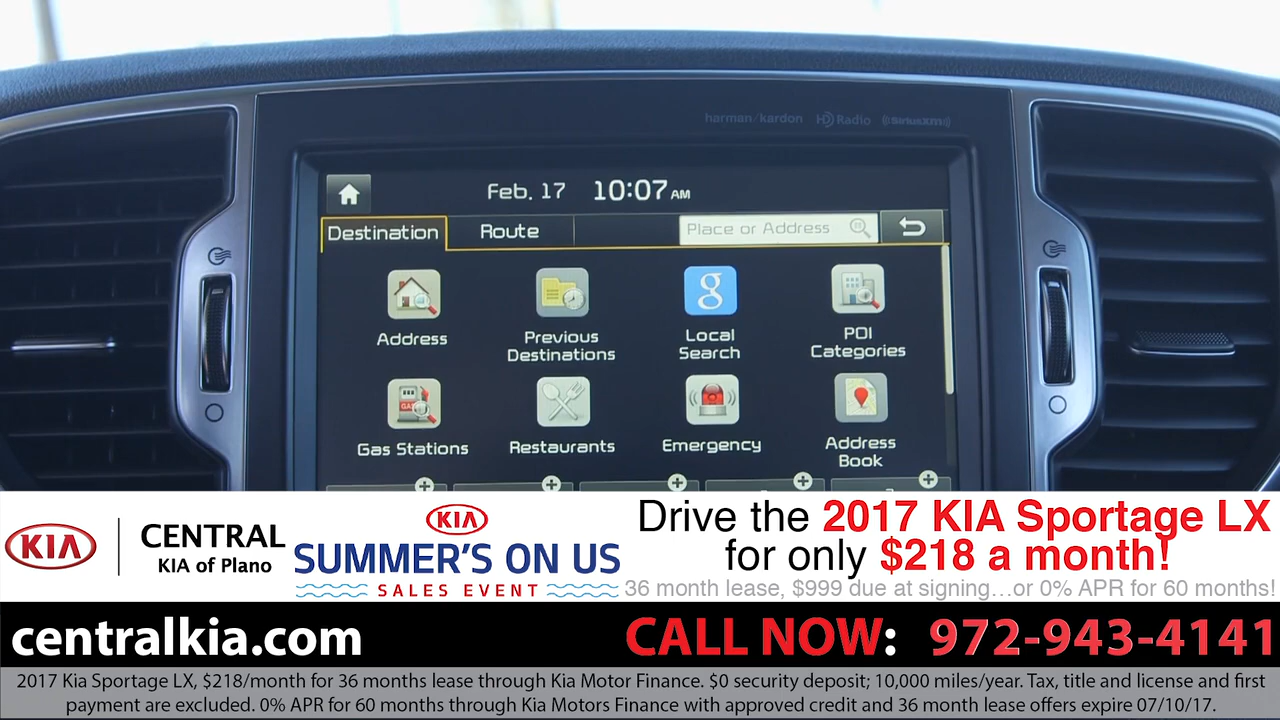 harman/kardon HD Radio ((SiriusXM))
Feb. 17 10:07 AM
Destination Route Place or Address
Address
Previous
Destinations
Local
Search
POI
Categories
Gas Stations
Restaurants
Emergency
Address
Book
KIA
CENTRAL
KIA of Plano
KIA
SUMMER'S ON US
SALES EVENT
Drive the 2017 KIA Sportage LX
for only $218 a month!
36 month lease, $999 due at signing...or 0% APR for 60 months!
centralkia.com
CALL NOW: 972-943-4141
2017 Kia Sportage LX, $218/month for 36 months lease through Kia Motor Finance. $0 security deposit; 10,000 miles/year. Tax, title and license and first
payment are excluded. 0% APR for 60 months through Kia Motors Finance with approved credit and 36 month lease offers expire 07/10/17.